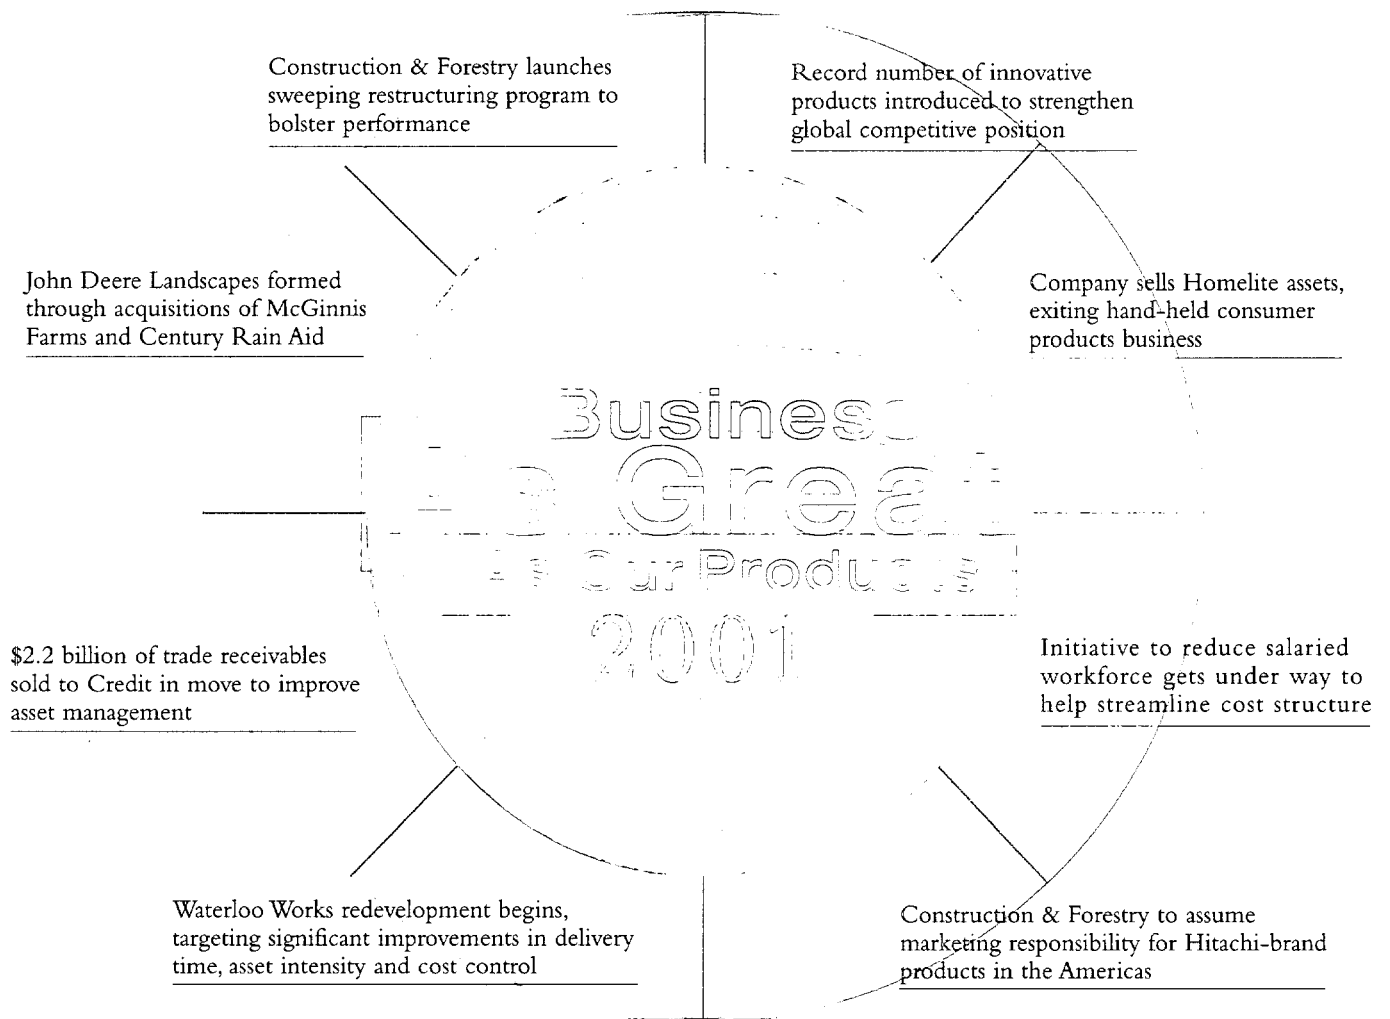 Construction & Forestry launches
sweeping restructuring program to
bolster performance
Record number of innovative
products introduced to strengthen
global competitive position
John Deere Landscapes formed
through acquisitions of McGinnis
Farms and Century Rain Aid
Company sells Homelite assets,
exiting hand-held consumer
products business
Business
As Great
As Our Products
2001
$2.2 billion of trade receivables
sold to Credit in move to improve
asset management
Initiative to reduce salaried
workforce gets under way to
help streamline cost structure
Waterloo Works redevelopment begins,
targeting significant improvements in delivery
time, asset intensity and cost control
Construction & Forestry to assume
marketing responsibility for Hitachi-brand
products in the Americas